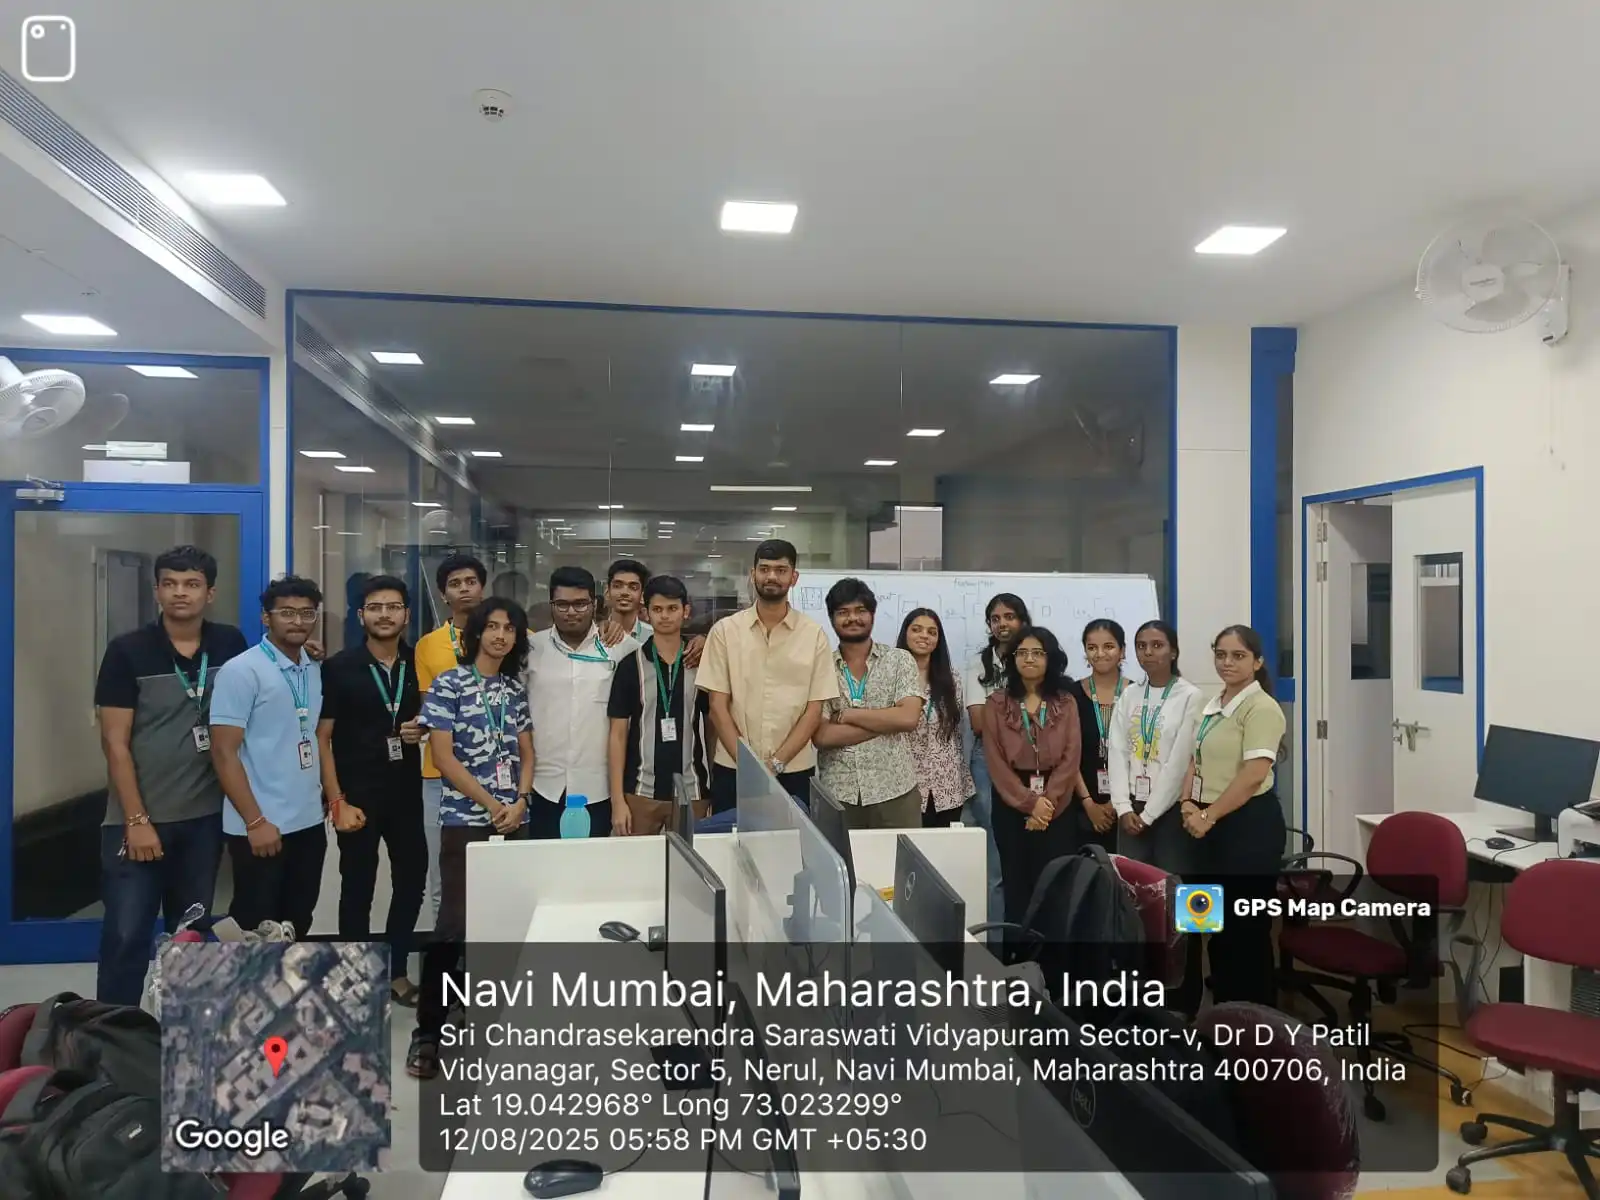 GPS Map Camera
Navi Mumbai, Maharashtra, India
Sri Chandrasekarendra Saraswati Vidyapuram Sector-v, Dr D Y Patil
Vidyanagar, Sector 5, Nerul, Navi Mumbai, Maharashtra 400706, India
Lat 19.042968° Long 73.023299°
12/08/2025 05:58 PM GMT +05:30
Google
DELL